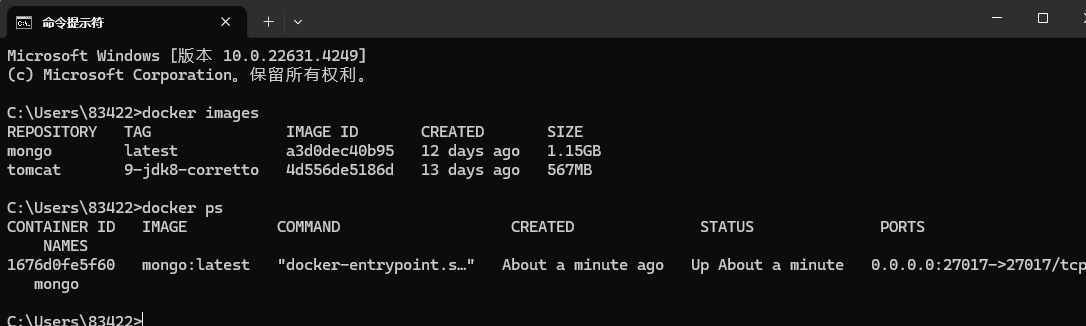 命令提示符
Microsoft Windows [版本 10.0.22631.4249]
(c) Microsoft Corporation。保留所有权利。
C:\Users\83422>docker images
REPOSITORY   TAG               IMAGE ID       CREATED       SIZE
mongo        latest            a3d0dec40b95   12 days ago   1.15GB
tomcat       9-jdk8-corretto   4d556de5186d   13 days ago   567MB
C:\Users\83422>docker ps
CONTAINER ID   IMAGE          COMMAND                   CREATED              STATUS              PORTS
    NAMES
1676d0fe5f60   mongo:latest   "docker-entrypoint.s…"   About a minute ago   Up About a minute   0.0.0.0:27017->27017/tcp
   mongo
C:\Users\83422>